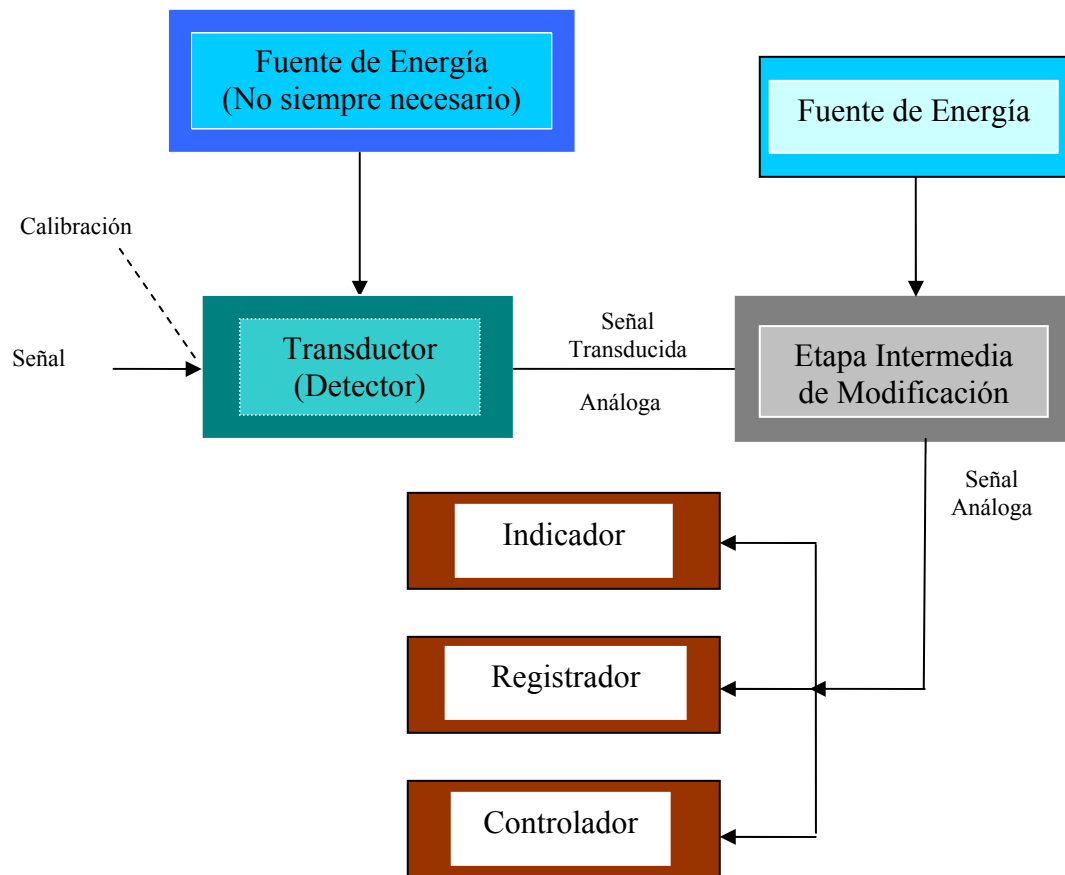 Fuente de Energía
(No siempre necesario)
Fuente de Energía
Calibración
Señal
Transductor
(Detector)
Señal
Transducida
Análoga
Etapa Intermedia
de Modificación
Señal
Análoga
Indicador
Registrador
Controlador